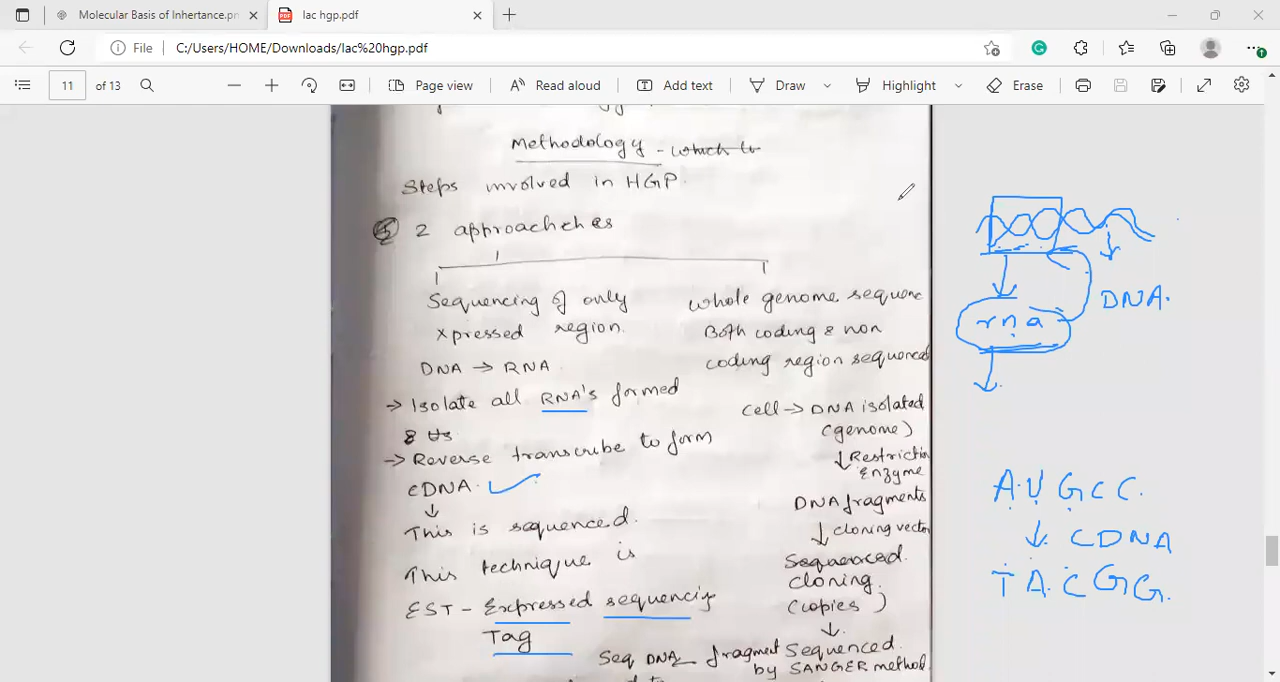 Molecular Basis of Inhertance.pr
lac hgp.pdf
File
C:/Users/HOME/Downloads/lac%20hgp.pdf
11 of 13
Page view
Read aloud
Add text
Draw
Highlight
Erase
Methodology - which to
Steps involved in HGP.
2 approachehes
Sequencing of only
xpressed region.
DNA → RNA
→ Isolate all RNA's formed
&
→ Reverse transcribe to form
cDNA.
↓
This is sequenced.
This technique is
EST - Expressed sequencing
Tag
whole genome sequenc
Both coding & non
coding region sequenced
cell → DNA isolated
(genome)
↓ Restrictio
Enzyme
DNA fragments
↓ cloning vector
Sequenced.
cloning.
(copies)
↓
Seq DNA fragment Sequenced.
by SANGER method.
DNA.
rna
A.U G C C.
↓ CDNA
T A. C G G.